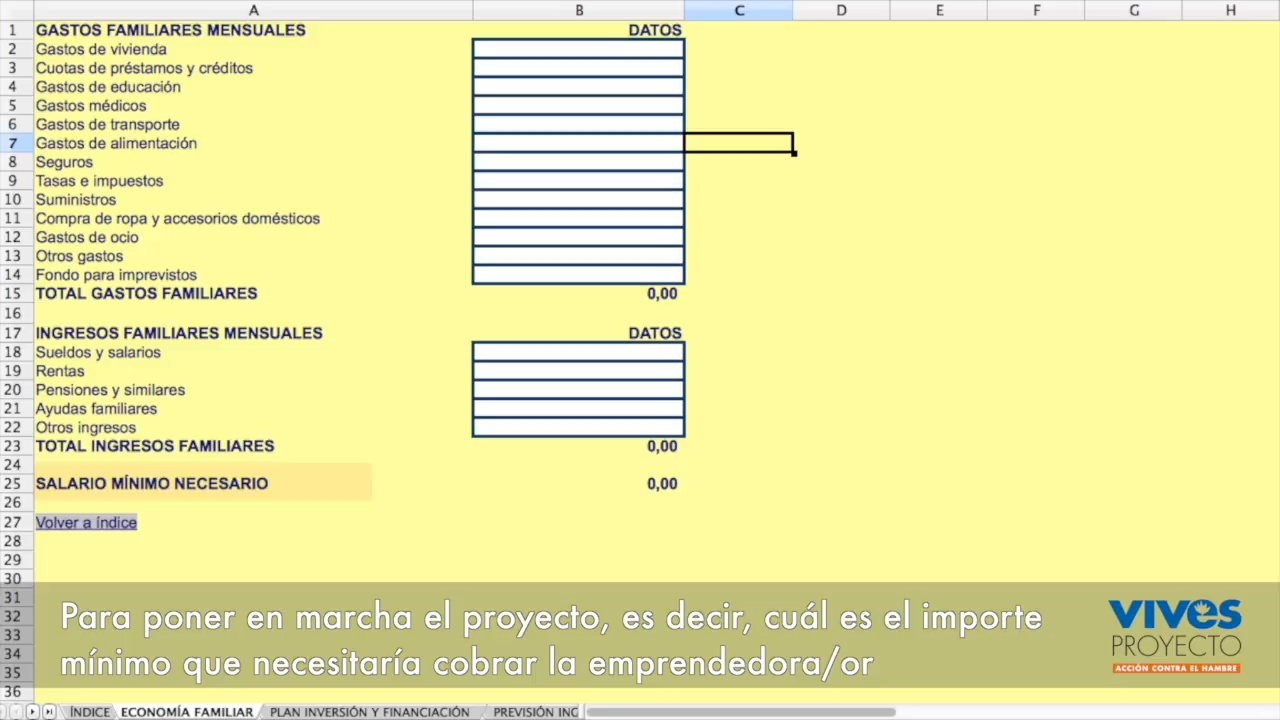 A B C D E F G H
1 GASTOS FAMILIARES MENSUALES DATOS
2 Gastos de vivienda
3 Cuotas de préstamos y créditos
4 Gastos de educación
5 Gastos médicos
6 Gastos de transporte
7 Gastos de alimentación
8 Seguros
9 Tasas e impuestos
10 Suministros
11 Compra de ropa y accesorios domésticos
12 Gastos de ocio
13 Otros gastos
14 Fondo para imprevistos
15 TOTAL GASTOS FAMILIARES 0,00
16
17 INGRESOS FAMILIARES MENSUALES DATOS
18 Sueldos y salarios
19 Rentas
20 Pensiones y similares
21 Ayudas familiares
22 Otros ingresos
23 TOTAL INGRESOS FAMILIARES 0,00
24
25 SALARIO MÍNIMO NECESARIO 0,00
26
27 Volver a índice
28
29
30
31
32
33
34
35
36
Para poner en marcha el proyecto, es decir, cuál es el importe
mínimo que necesitaría cobrar la emprendedora/or
VIVES
PROYECTO
ACCIÓN CONTRA EL HAMBRE
ÍNDICE ECONOMÍA FAMILIAR PLAN INVERSIÓN Y FINANCIACIÓN PREVISIÓN ING